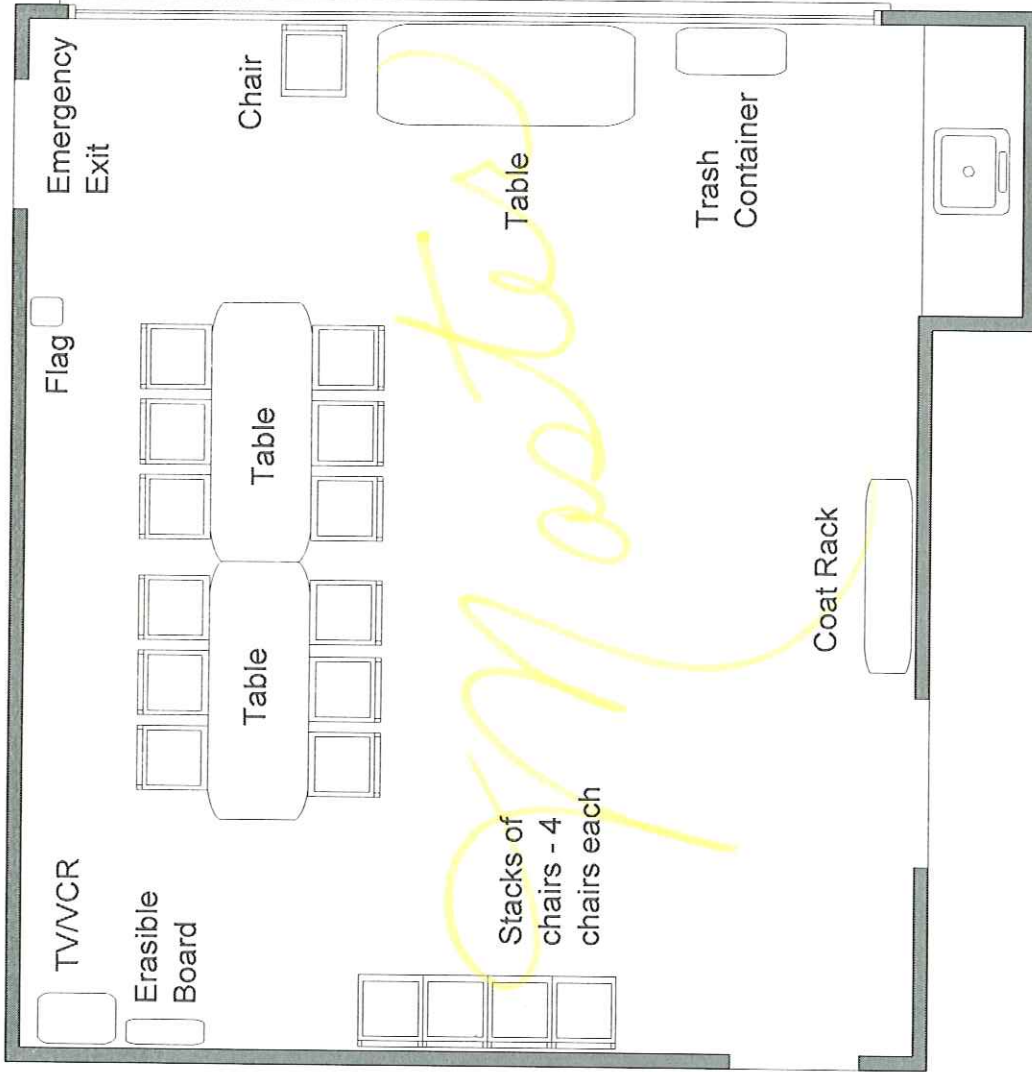 TV/VCR
Erasible
Board
Flag
Emergency
Exit
Table
Table
Chair
Stacks of
chairs - 4
chairs each
Table
Trash
Container
Coat Rack
Master